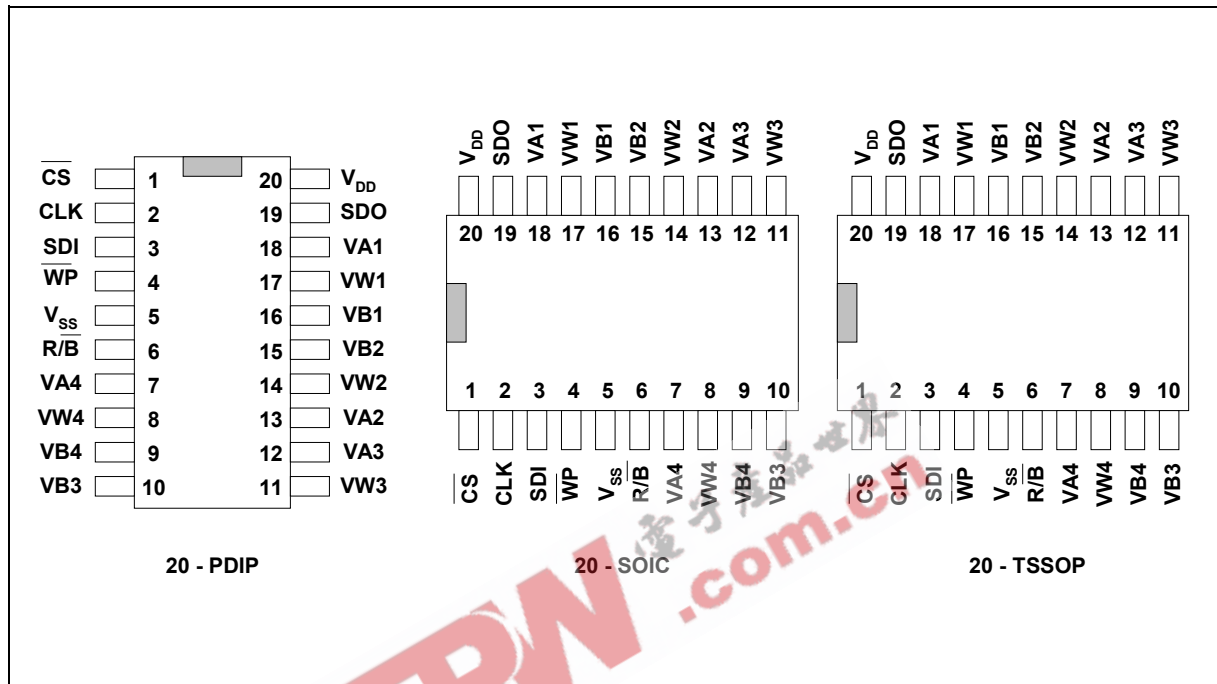 CS 1 20 VDD
CLK 2 19 SDO
SDI 3 18 VA1
WP 4 17 VW1
VSS 5 16 VB1
R/B 6 15 VB2
VA4 7 14 VW2
VW4 8 13 VA2
VB4 9 12 VA3
VB3 10 11 VW3
20 - PDIP
VDD SDO VA1 VW1 VB1 VB2 VW2 VA2 VA3 VW3
20 19 18 17 16 15 14 13 12 11
1 2 3 4 5 6 7 8 9 10
CS CLK SDI WP VSS R/B VA4 VW4 VB4 VB3
20 - SOIC
VDD SDO VA1 VW1 VB1 VB2 VW2 VA2 VA3 VW3
20 19 18 17 16 15 14 13 12 11
1 2 3 4 5 6 7 8 9 10
CS CLK SDI WP VSS R/B VA4 VW4 VB4 VB3
20 - TSSOP
電子產品世界
.com.cn